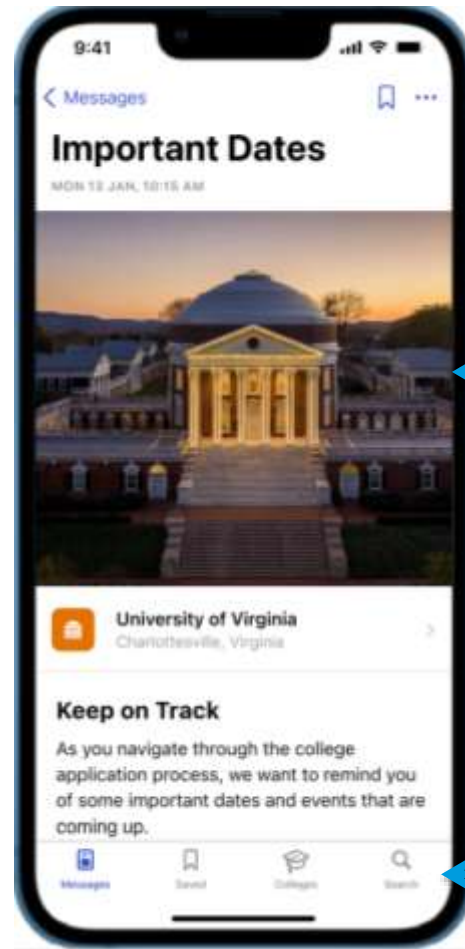 9:41
Messages
Important Dates
MON 13 JAN, 10:15 AM
University of Virginia
Charlottesville, Virginia
Keep on Track
As you navigate through the college
application process, we want to remind you
of some important dates and events that are
coming up.
Messages Saved Colleges Search